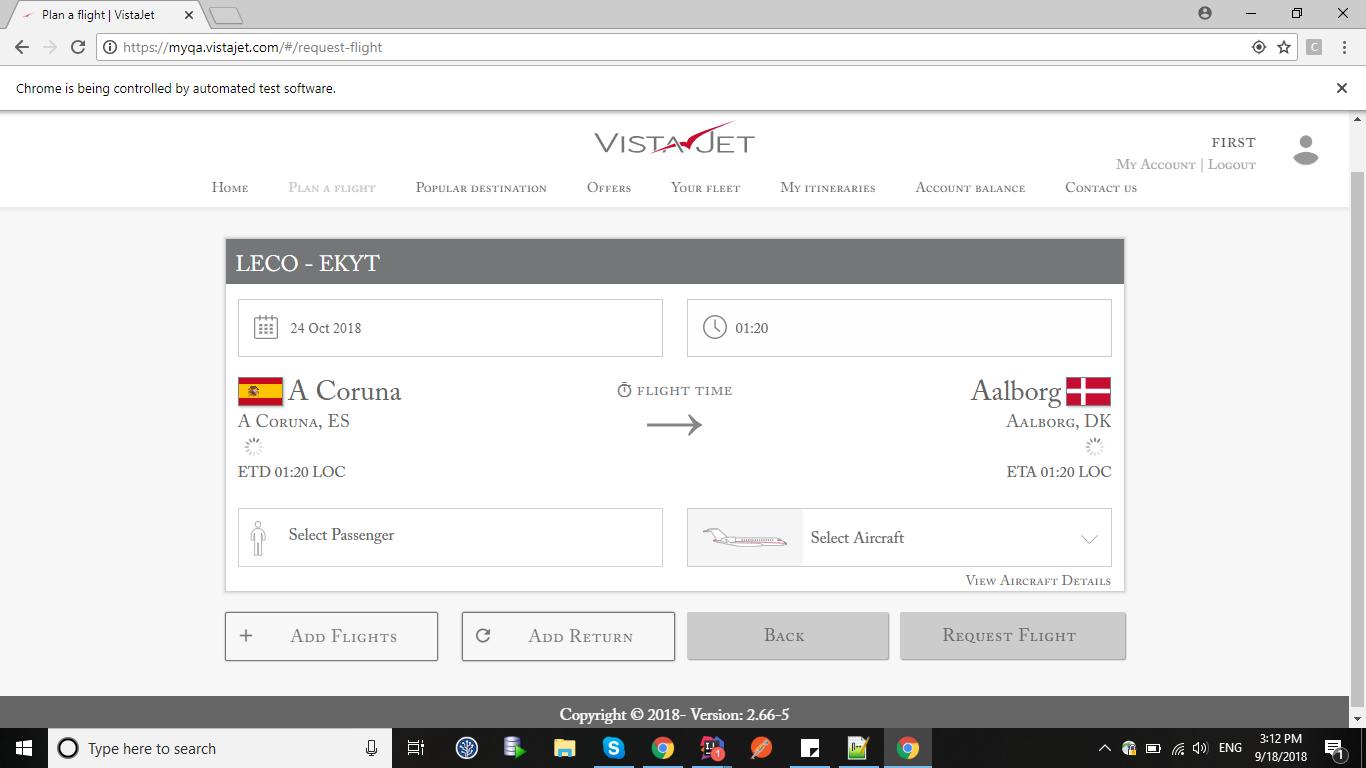 Plan a flight | VistaJet
https://myqa.vistajet.com/#/request-flight
C
Chrome is being controlled by automated test software.
VISTAJET
FIRST
My Account | Logout
Home Plan a flight Popular destination Offers Your fleet My itineraries Account balance Contact us
LECO - EKYT
24 Oct 2018
01:20
A Coruna
FLIGHT TIME
Aalborg
A Coruna, ES
Aalborg, DK
ETD 01:20 LOC
ETA 01:20 LOC
Select Passenger
Select Aircraft
View Aircraft Details
+ Add Flights
Add Return
Back
Request Flight
Copyright © 2018- Version: 2.66-5
Type here to search
1
ENG
3:12 PM
9/18/2018
1